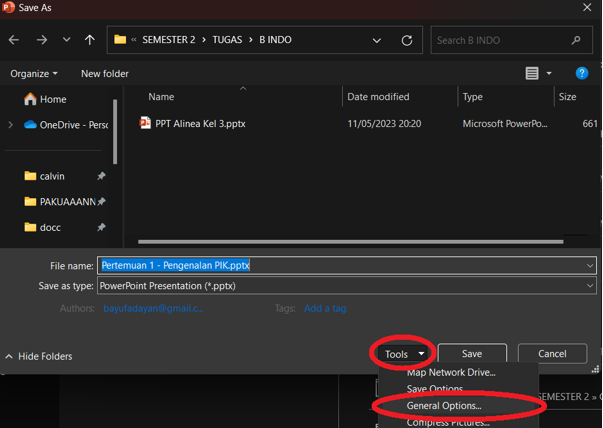 Save As
« SEMESTER 2 > TUGAS > B INDO
Search B INDO
Organize
New folder
Home
OneDrive - Perso
calvin
PAKUAAANN
docc
Name
Date modified
Type
Size
PPT Alinea Kel 3.pptx
11/05/2023 20:20
Microsoft PowerPo...
661
File name:
Pertemuan 1 - Pengenalan PIK.pptx
Save as type:
PowerPoint Presentation (*.pptx)
Authors:
bayufadayan@gmail.c...
Tags:
Add a tag
Hide Folders
Tools
Save
Cancel
Map Network Drive...
Save Options...
General Options...
Compress Pictures...
SEMESTER 2 »